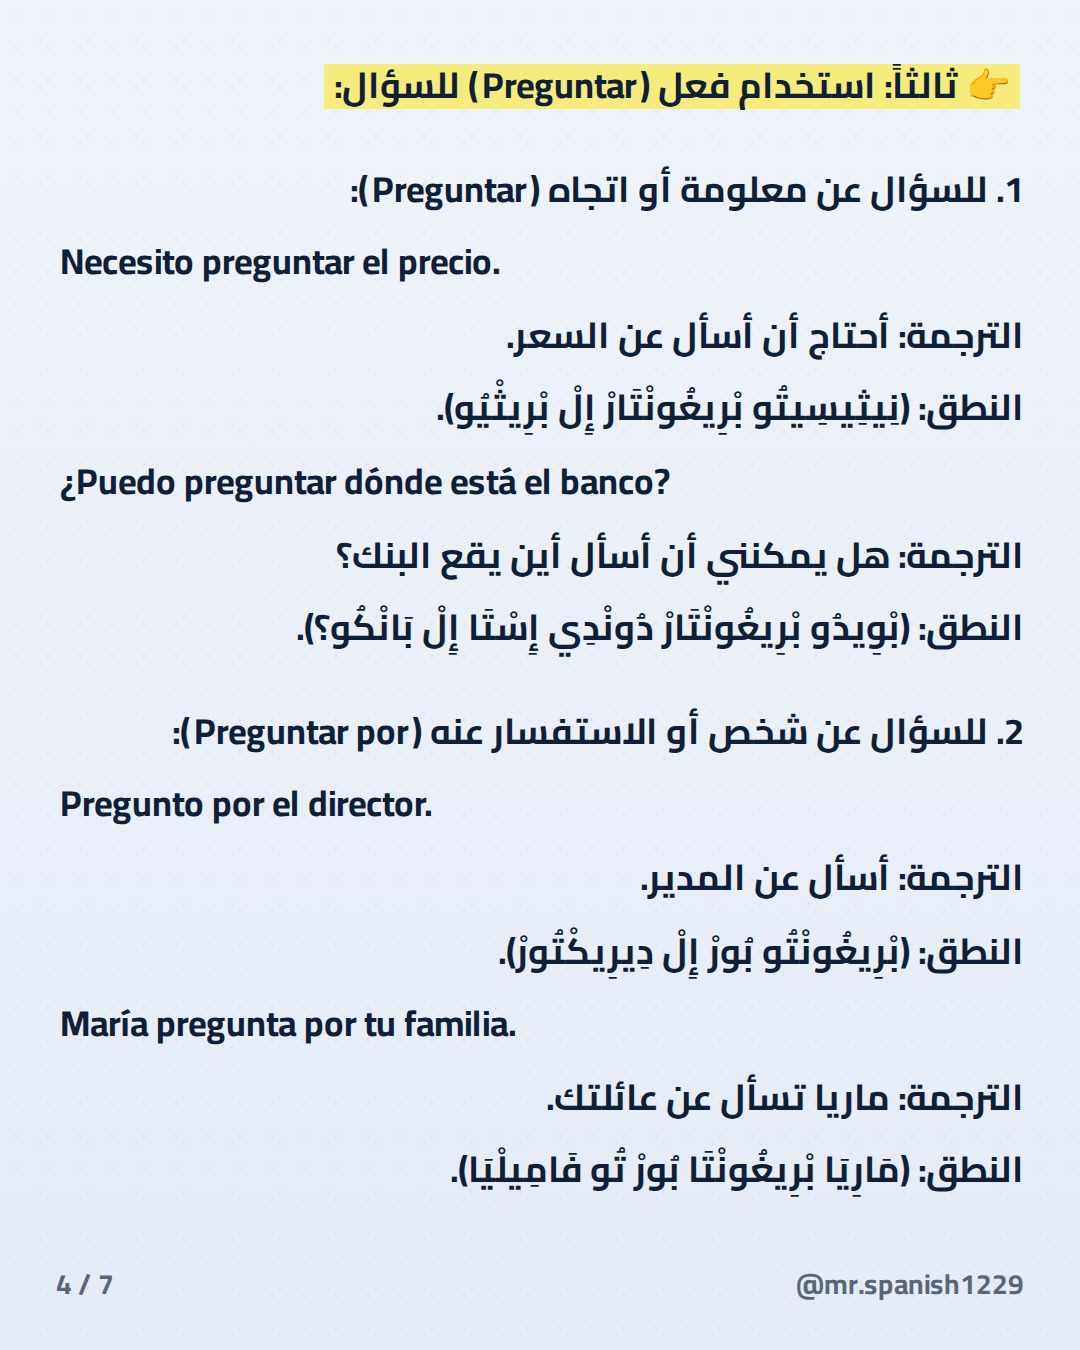 👉 ثالثاً: استخدام فعل (Preguntar) للسؤال:
1. للسؤال عن معلومة أو اتجاه (Preguntar):
Necesito preguntar el precio.
الترجمة: أحتاج أن أسأل عن السعر.
النطق: (نِيثِيسِيتُو بْرِيغُونْتَارْ إِلْ بْرِيثْيُو).
¿Puedo preguntar dónde está el banco?
الترجمة: هل يمكنني أن أسأل أين يقع البنك؟
النطق: (بْوِيدُو بْرِيغُونْتَارْ دُونْدِي إِسْتَا إِلْ بَانْكُو؟).
2. للسؤال عن شخص أو الاستفسار عنه (Preguntar por):
Pregunto por el director.
الترجمة: أسأل عن المدير.
النطق: (بْرِيغُونْتُو بُورْ إِلْ دِيرِيكْتُورْ).
María pregunta por tu familia.
الترجمة: ماريا تسأل عن عائلتك.
النطق: (مَارِيَا بْرِيغُونْتَا بُورْ تُو فَامِيلْيَا).
4 / 7
@mr.spanish1229